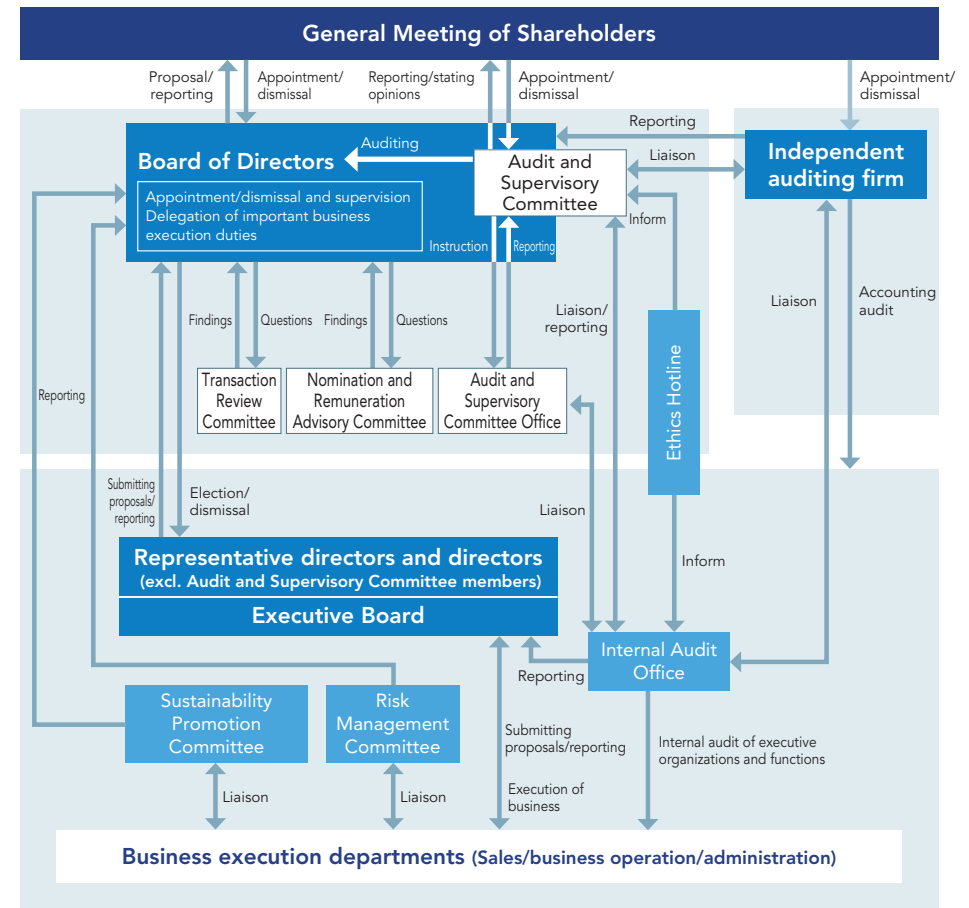 General Meeting of Shareholders
Proposal/
reporting
Appointment/
dismissal
Reporting/stating
opinions
Appointment/
dismissal
Appointment/
dismissal
Reporting
Auditing
Board of Directors
Audit and
Supervisory
Committee
Liaison
Independent
auditing firm
Appointment/dismissal and supervision
Delegation of important business
execution duties
Inform
Instruction
Reporting
Findings
Questions
Findings
Questions
Liaison/
reporting
Liaison
Accounting
audit
Ethics Hotline
Transaction
Review
Committee
Nomination and
Remuneration
Advisory Committee
Audit and
Supervisory
Committee Office
Reporting
Submitting
proposals/
reporting
Election/
dismissal
Liaison
Inform
Representative directors and directors
(excl. Audit and Supervisory Committee members)
Executive Board
Internal Audit
Office
Reporting
Sustainability
Promotion
Committee
Risk
Management
Committee
Submitting
proposals/reporting
Internal audit of executive
organizations and functions
Liaison
Liaison
Execution of
business
Business execution departments (Sales/business operation/administration)